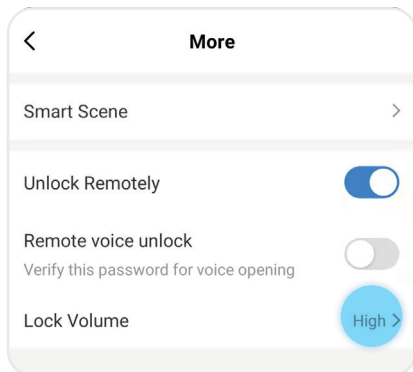 More
Smart Scene
Unlock Remotely
Remote voice unlock
Verify this password for voice opening
Lock Volume High